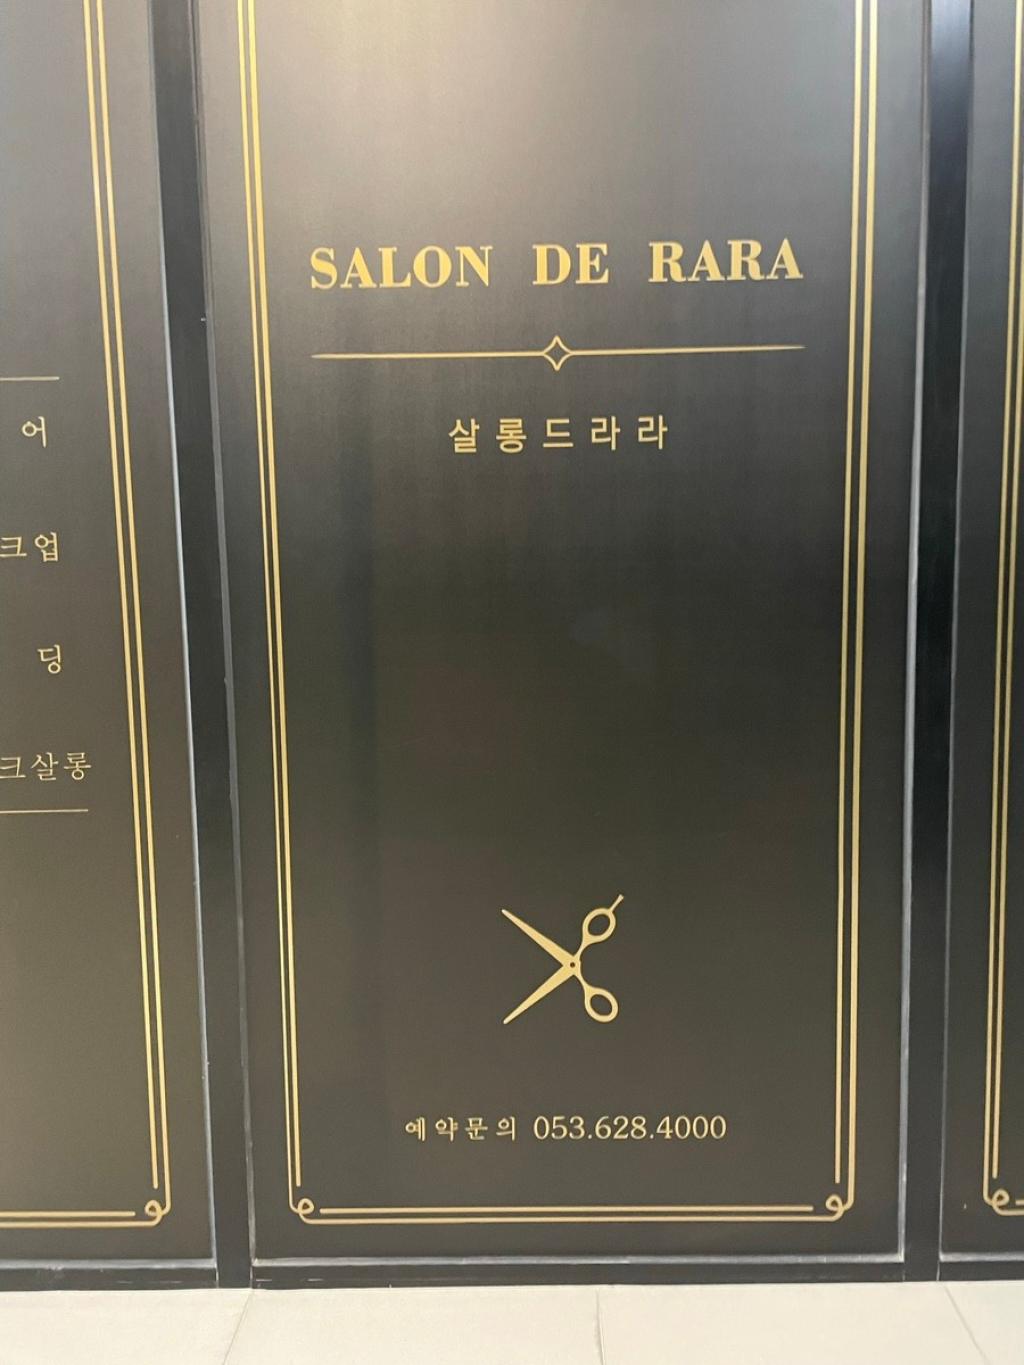 어
크업
딩
크살롱
SALON DE RARA
살롱드라라
예약문의 053.628.4000